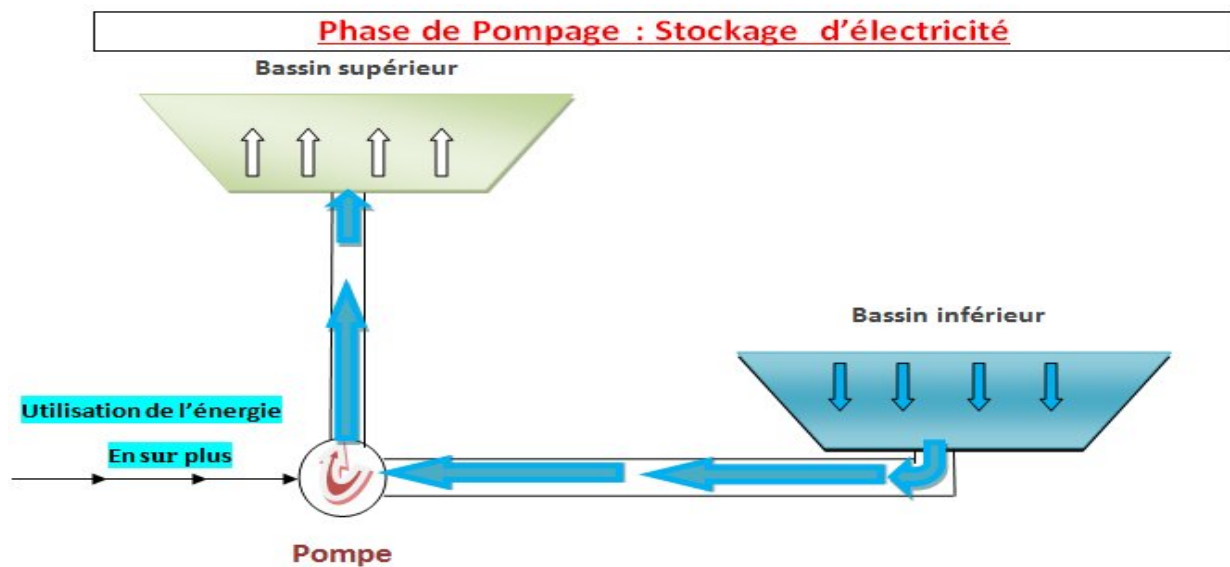 Phase de Pompage : Stockage d’électricité
Bassin supérieur
Bassin inférieur
Utilisation de l’énergie
En sur plus
Pompe